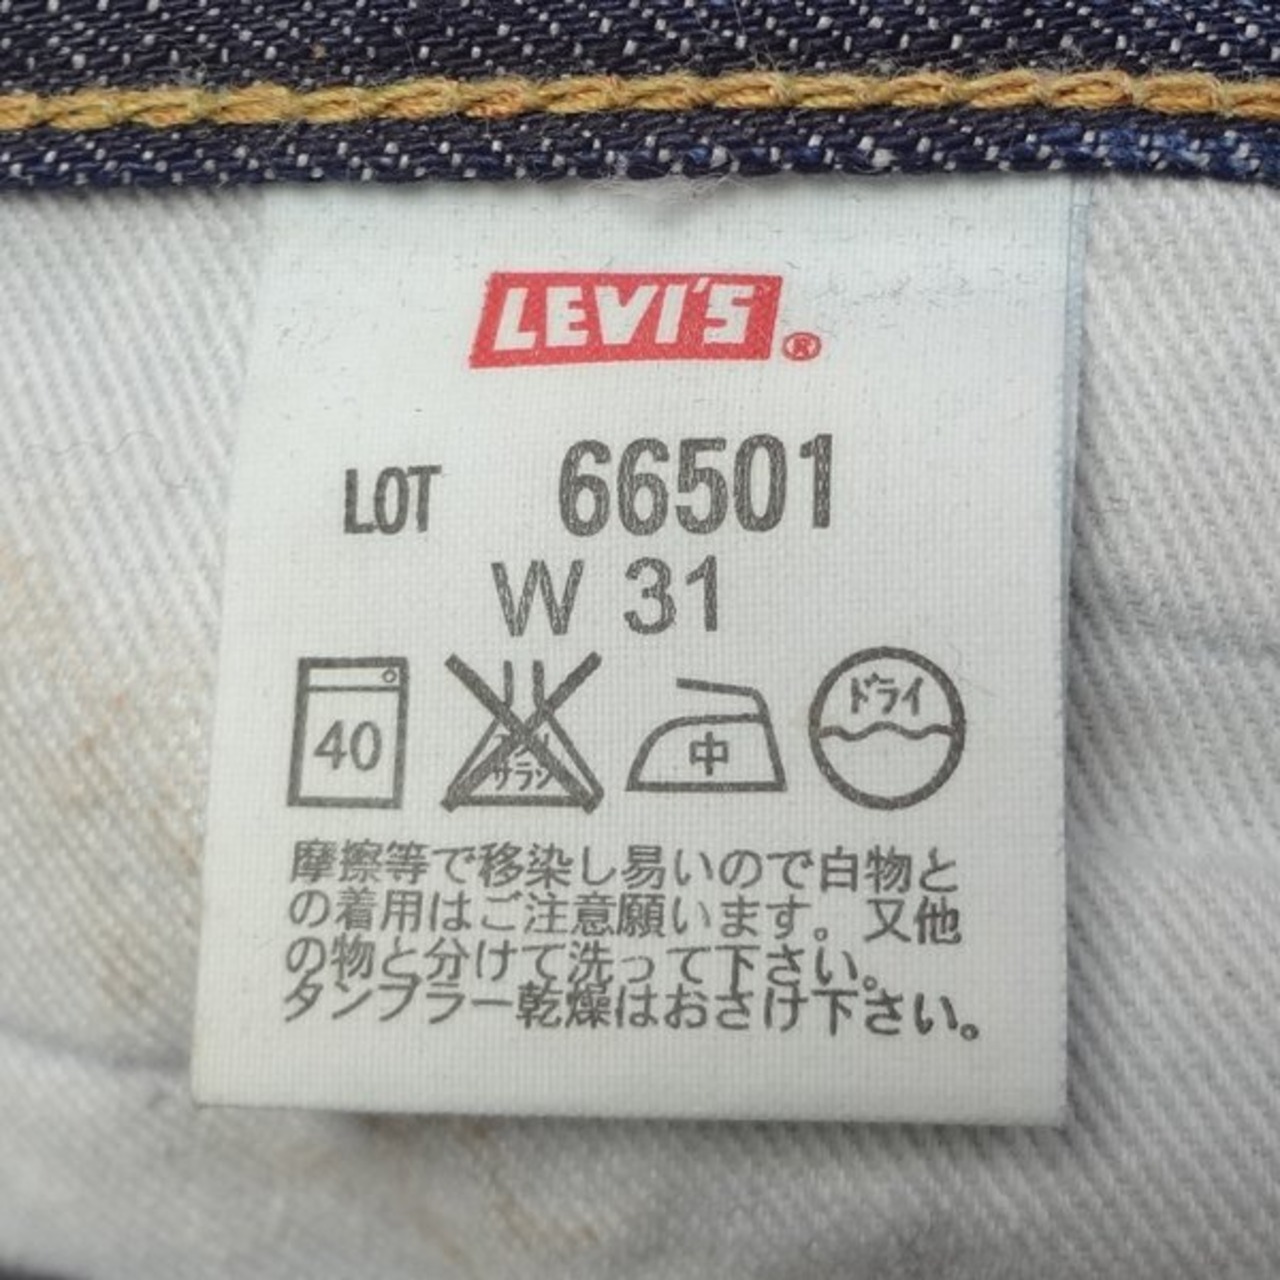 LEVI'S®
LOT 66501
W 31
40 サラシ 中 ドライ
摩擦等で移染し易いので白物と
の着用はご注意願います。又他
の物と分けて洗って下さい。
タンブラー乾燥はおさけ下さい。